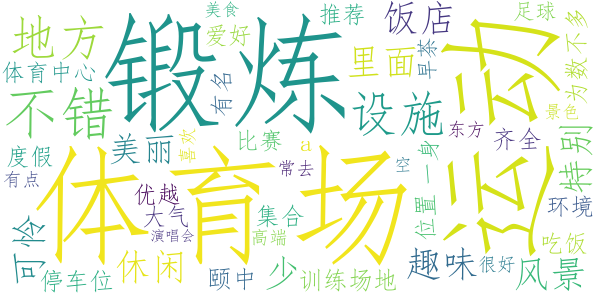 美食
推荐
饭店
足球
地方
爱好
锻炼
里面
早茶
运动
为数不多
体育中心
有名
不错
设施
景色
度假
美丽
喜欢
比赛
a
东方
齐全
特别
有点
体育场
优越
常去
空
一身
位置
环境
大气
集合
可怜
演唱会
高端
吃饭
停车位
休闲
颐中
少
训练场地
趣味
很好
风景